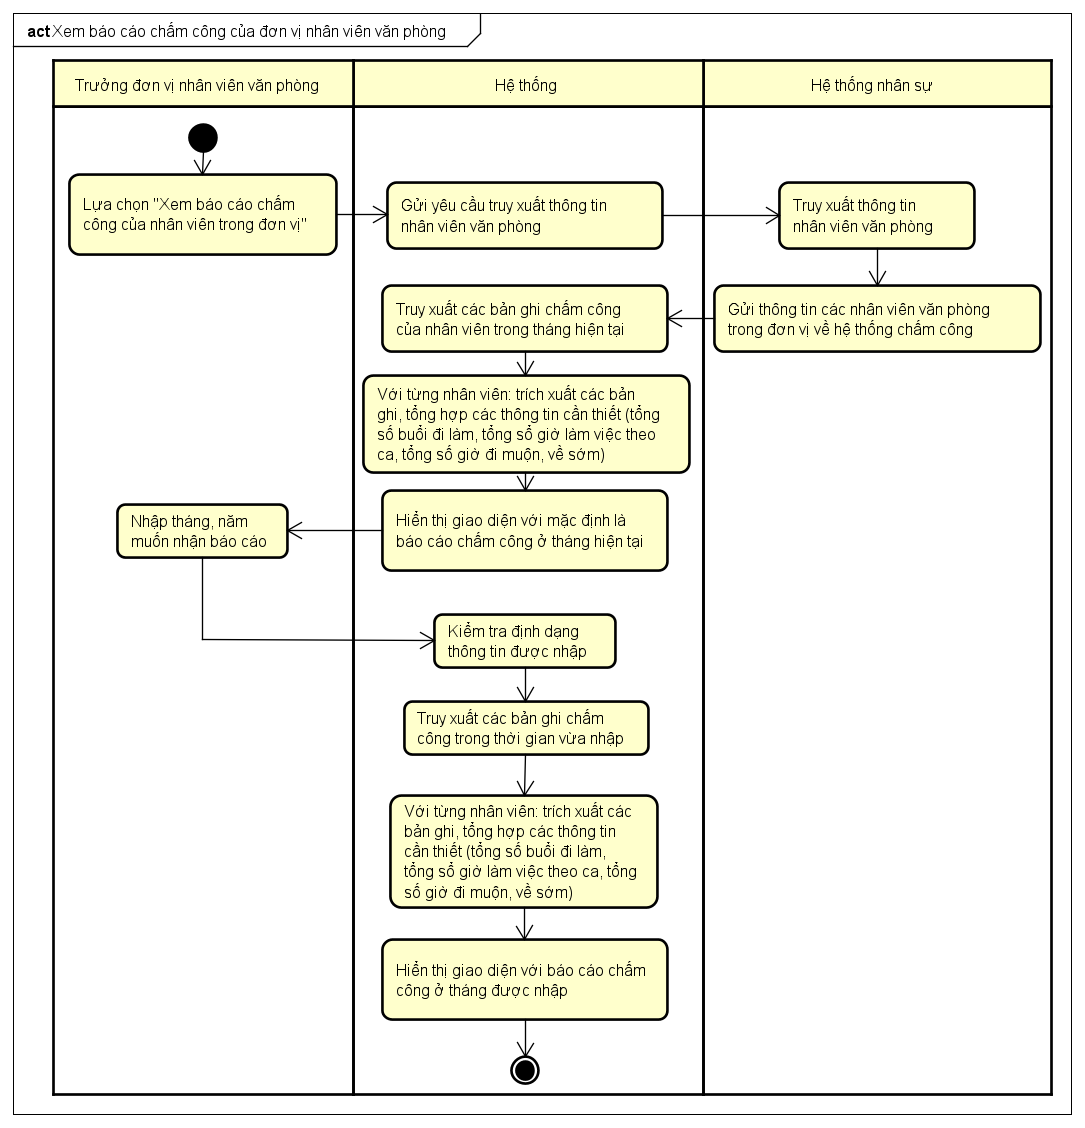 act Xem báo cáo chấm công của đơn vị nhân viên văn phòng
Trưởng đơn vị nhân viên văn phòng
Hệ thống
Hệ thống nhân sự
Lựa chọn "Xem báo cáo chấm
công của nhân viên trong đơn vị"
Gửi yêu cầu truy xuất thông tin
nhân viên văn phòng
Truy xuất thông tin
nhân viên văn phòng
Gửi thông tin các nhân viên văn phòng
trong đơn vị về hệ thống chấm công
Truy xuất các bản ghi chấm công
của nhân viên trong tháng hiện tại
Với từng nhân viên: trích xuất các bản
ghi, tổng hợp các thông tin cần thiết (tổng
số buổi đi làm, tổng sổ giờ làm việc theo
ca, tổng số giờ đi muộn, về sớm)
Hiển thị giao diện với mặc định là
báo cáo chấm công ở tháng hiện tại
Nhập tháng, năm
muốn nhận báo cáo
Kiểm tra định dạng
thông tin được nhập
Truy xuất các bản ghi chấm
công trong thời gian vừa nhập
Với từng nhân viên: trích xuất các
bản ghi, tổng hợp các thông tin
cần thiết (tổng số buổi đi làm,
tổng sổ giờ làm việc theo ca, tổng
số giờ đi muộn, về sớm)
Hiển thị giao diện với báo cáo chấm
công ở tháng được nhập